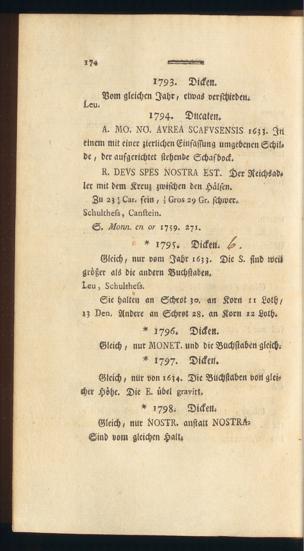 174
1793. Dicken.
Vom gleichen Jahr, etwas verschieden.
Leu.
1794. Ducaten.
A. MO. NO. AVREA SCAFVSENSIS 1633. In
einem mit einer zierlichen Einfassung umgebenen Schil-
de, der aufgerichtet stehende Schafbock.
R. DEVS SPES NOSTRA EST. Der Reichsad-
ler mit dem Kreuz zwischen den Hälsen.
Zu 23 ½ Car. fein, ¼ Gros 29 Gr. schwer.
Schulthess, Canstein.
S. Monn. en or 1739. 271.
* 1795. Dicken. 6.
Gleich, nur vom Jahr 1633. Die S. sind weit
größer als die andern Buchstaben.
Leu, Schulthess.
Sie halten an Schrot 30. an Korn 11 Loth,
13 Den. Andere an Schrot 28. an Korn 12 Loth.
* 1796. Dicken.
Gleich, nur MONET. und die Buchstaben gleich.
* 1797. Dicken.
Gleich, nur von 1634. Die Buchstaben von glei-
cher Höhe. Die E. übel gravirt.
* 1798. Dicken.
Gleich, nur NOSTR. anstatt NOSTRA.
Sind vom gleichen Halt.